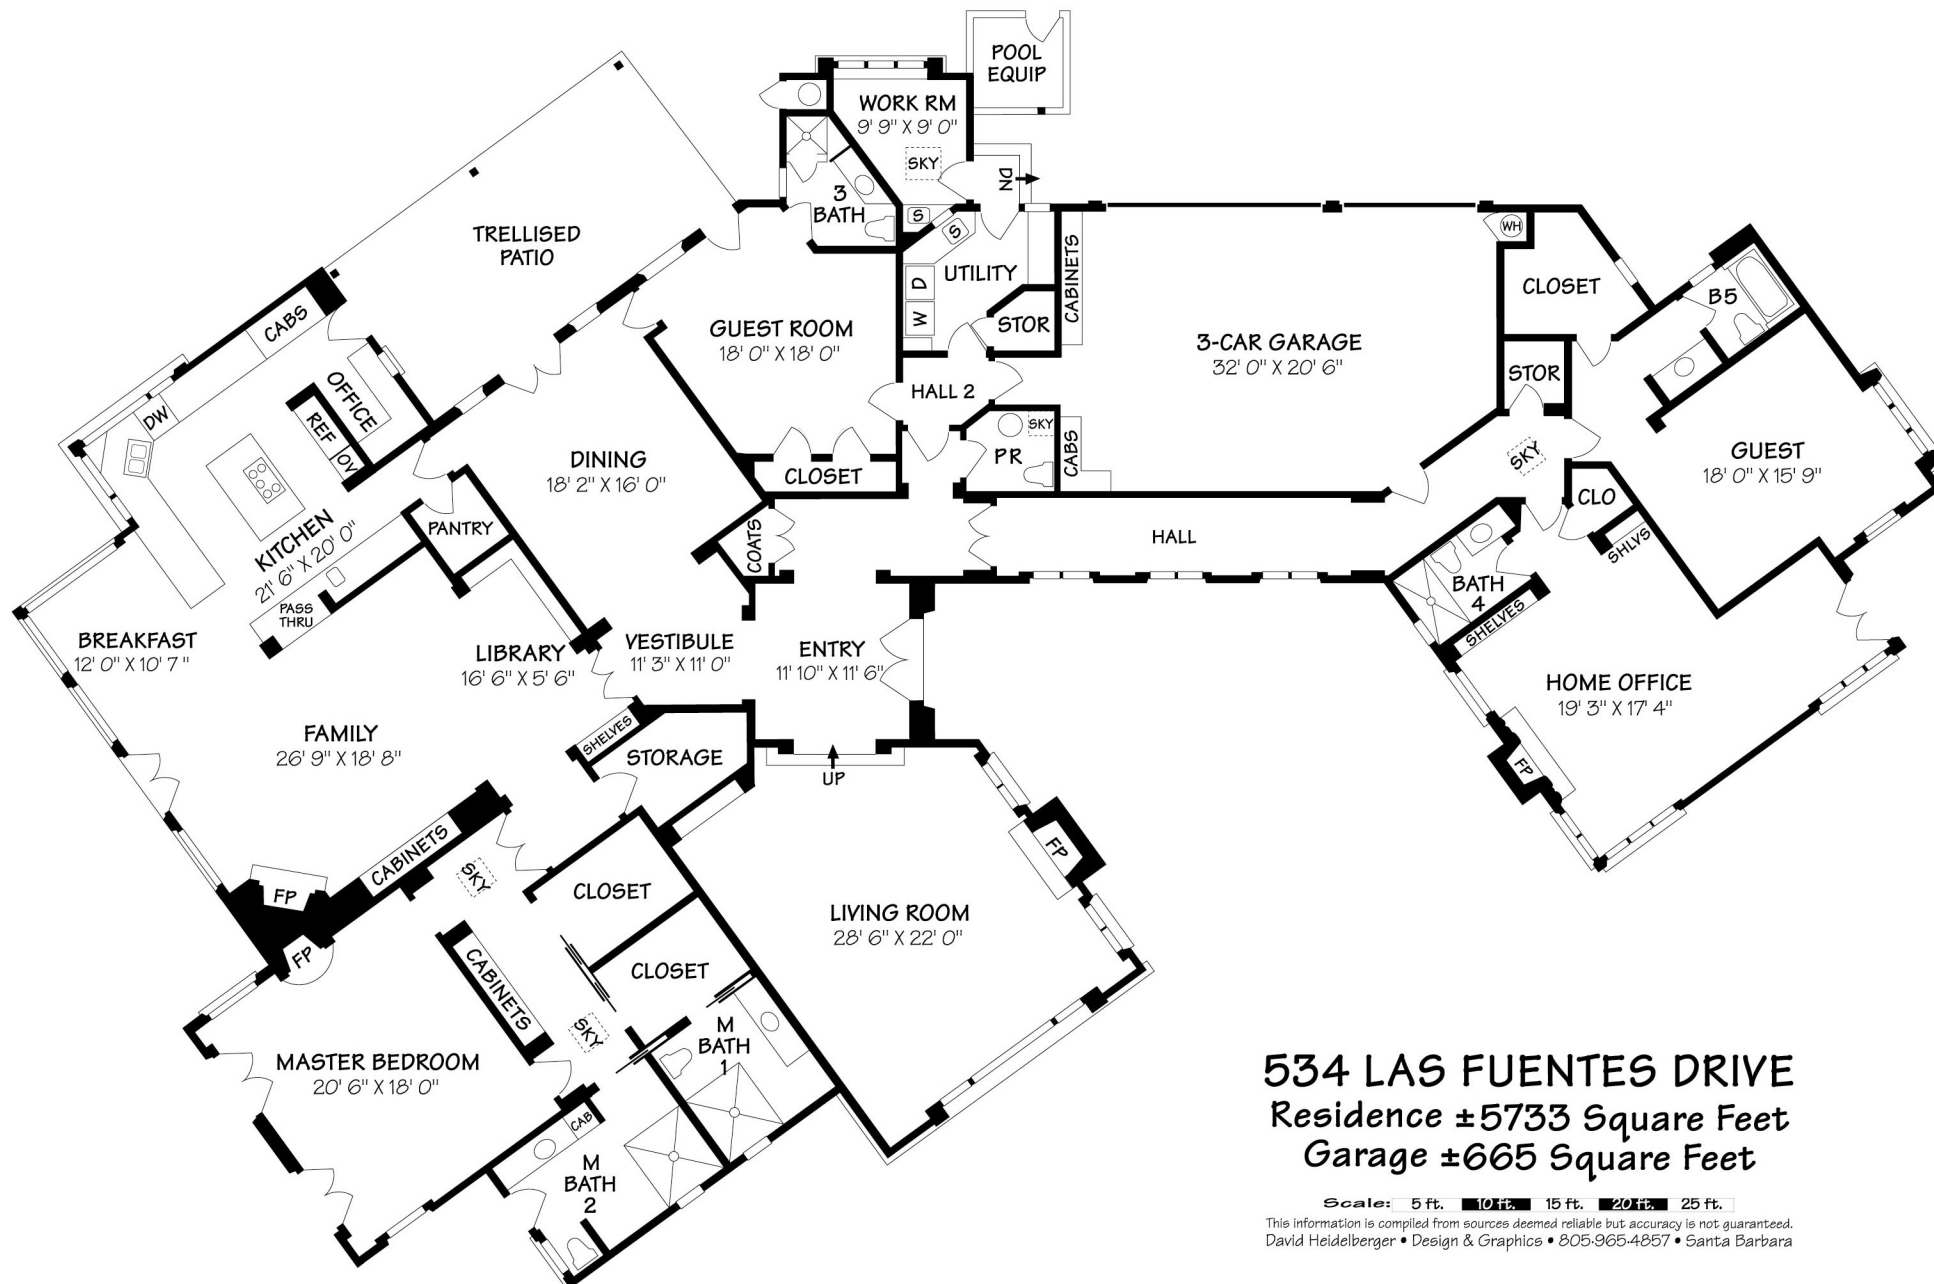 POOL
EQUIP
WORK RM
9' 9" X 9' 0"
SKY
DN
3
BATH
S
S
TRELLISED
PATIO
UTILITY
D
W
STOR
CABINETS
WH
CLOSET
B5
CABS
GUEST ROOM
18' 0" X 18' 0"
3-CAR GARAGE
32' 0" X 20' 6"
STOR
OFFICE
DW
REF
OV
HALL 2
SKY
PR
CABS
SKY
GUEST
18' 0" X 15' 9"
DINING
18' 2" X 16' 0"
CLOSET
CLO
SHLVS
PANTRY
KITCHEN
21' 6" X 20' 0"
COATS
HALL
BATH
4
SHELVES
PASS
THRU
BREAKFAST
12' 0" X 10' 7"
LIBRARY
16' 6" X 5' 6"
VESTIBULE
11' 3" X 11' 0"
ENTRY
11' 10" X 11' 6"
HOME OFFICE
19' 3" X 17' 4"
FP
FAMILY
26' 9" X 18' 8"
SHELVES
STORAGE
UP
CABINETS
SKY
FP
FP
CLOSET
FP
LIVING ROOM
28' 6" X 22' 0"
CABINETS
CLOSET
SKY
M
BATH
1
MASTER BEDROOM
20' 6" X 18' 0"
CAB
M
BATH
2
534 LAS FUENTES DRIVE
Residence ±5733 Square Feet
Garage ±665 Square Feet
Scale: 5 ft. 10 ft. 15 ft. 20 ft. 25 ft.
This information is compiled from sources deemed reliable but accuracy is not guaranteed.
David Heidelberger • Design & Graphics • 805•965•4857 • Santa Barbara